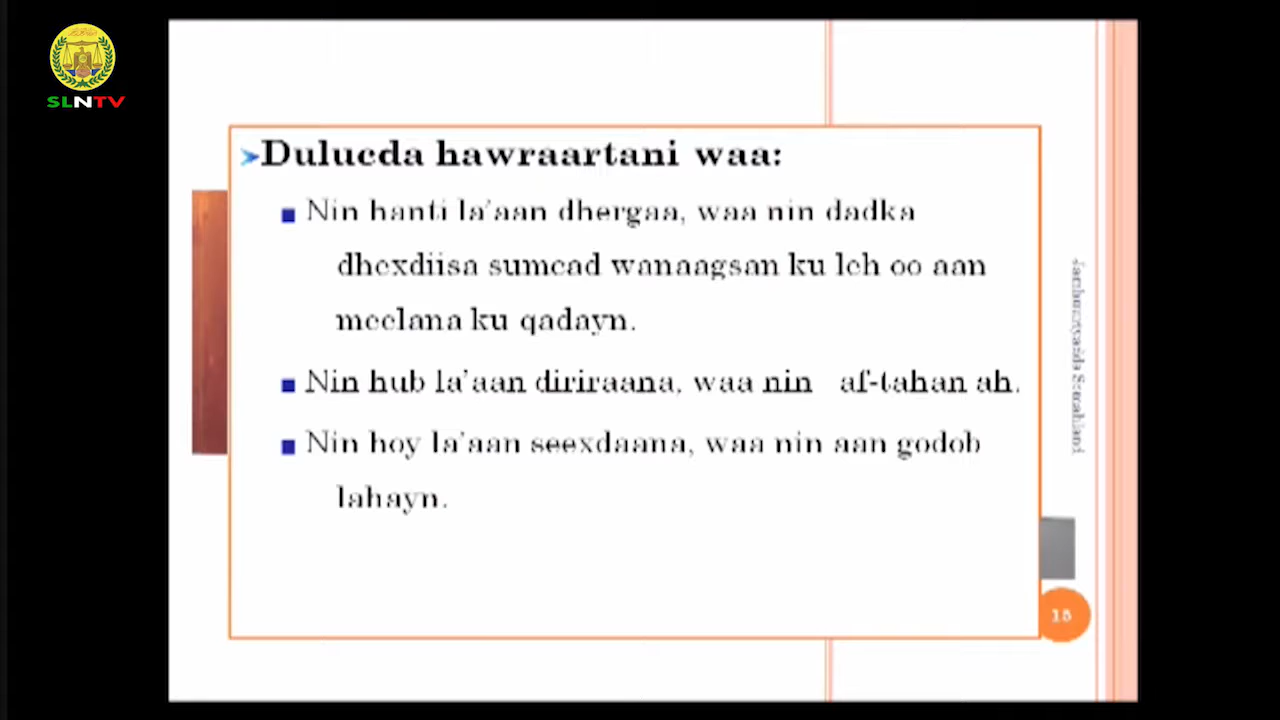 SLNTV
Dulucda hawraartani waa:
Nin hanti la'aan dhergaa, waa nin dadka
dhexdiisa sumcad wanaagsan ku leh oo aan
meelana ku qadayn.
Nin hub la'aan diriraana, waa nin af-tahan ah.
Nin hoy la'aan seexdaana, waa nin aan godob
lahayn.
15